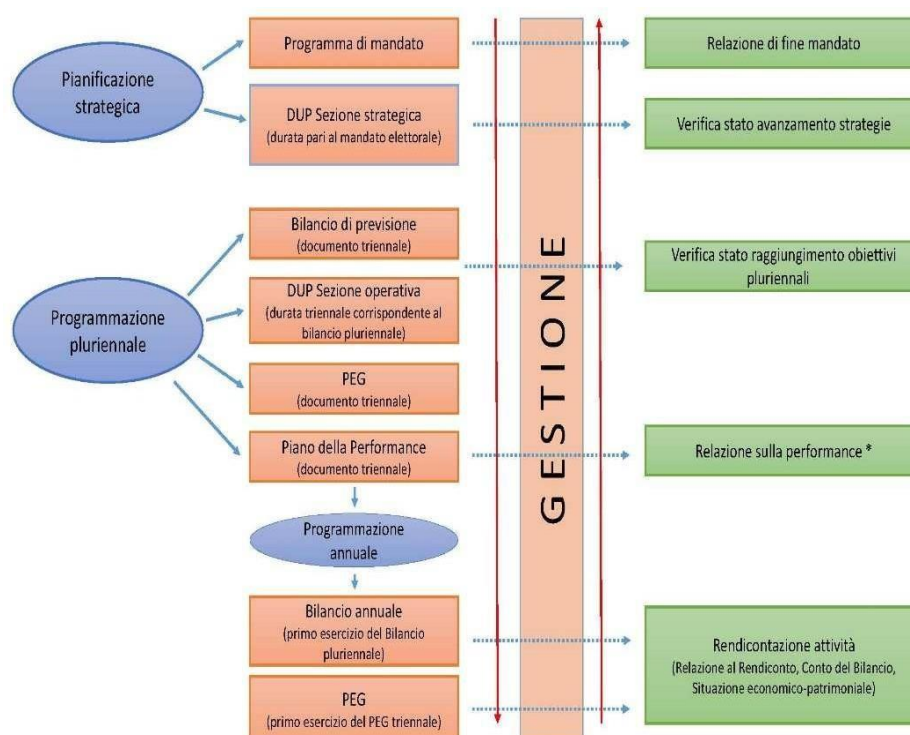 Pianificazione
strategica
Programma di mandato
Relazione di fine mandato
DUP Sezione strategica
(durata pari al mandato elettorale)
Verifica stato avanzamento strategie
Programmazione
pluriennale
Bilancio di previsione
(documento triennale)
DUP Sezione operativa
(durata triennale corrispondente al
bilancio pluriennale)
Verifica stato raggiungimento obiettivi
pluriennali
PEG
(documento triennale)
Piano della Performance
(documento triennale)
Relazione sulla performance *
GESTIONE
Programmazione
annuale
Bilancio annuale
(primo esercizio del Bilancio
pluriennale)
PEG
(primo esercizio del PEG triennale)
Rendicontazione attività
(Relazione al Rendiconto, Conto del Bilancio,
Situazione economico-patrimoniale)